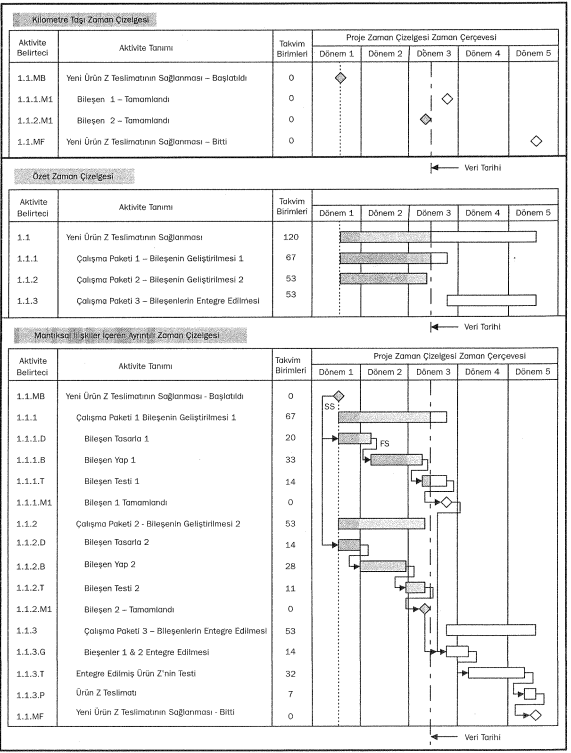 Kilometre Taşı Zaman Çizelgesi
Aktivite Belirteci Aktivite Tanımı Takvim Birimleri Proje Zaman Çizelgesi Zaman Çerçevesi
Dönem 1 Dönem 2 Dönem 3 Dönem 4 Dönem 5
1.1.MB Yeni Ürün Z Teslimatının Sağlanması – Başlatıldı 0
1.1.1.M1 Bileşen 1 – Tamamlandı 0
1.1.2.M1 Bileşen 2 – Tamamlandı 0
1.1.MF Yeni Ürün Z Teslimatının Sağlanması – Bitti 0
Veri Tarihi
Özet Zaman Çizelgesi
Aktivite Belirteci Aktivite Tanımı Takvim Birimleri
Dönem 1 Dönem 2 Dönem 3 Dönem 4 Dönem 5
1.1 Yeni Ürün Z Teslimatının Sağlanması 120
1.1.1 Çalışma Paketi 1 – Bileşenin Geliştirilmesi 1 67
1.1.2 Çalışma Paketi 2 – Bileşenin Geliştirilmesi 2 53
1.1.3 Çalışma Paketi 3 – Bileşenlerin Entegre Edilmesi 53
Veri Tarihi
Mantıksal İlişkiler İçeren Ayrıntılı Zaman Çizelgesi
Aktivite Belirteci Aktivite Tanımı Takvim Birimleri Proje Zaman Çizelgesi Zaman Çerçevesi
Dönem 1 Dönem 2 Dönem 3 Dönem 4 Dönem 5
1.1.MB Yeni Ürün Z Teslimatının Sağlanması - Başlatıldı 0
SS
1.1.1 Çalışma Paketi 1 Bileşenin Geliştirilmesi 1 67
1.1.1.D Bileşen Tasarla 1 20
FS
1.1.1.B Bileşen Yap 1 33
1.1.1.T Bileşen Testi 1 14
1.1.1.M1 Bileşen 1 Tamamlandı 0
1.1.2 Çalışma Paketi 2 - Bileşenin Geliştirilmesi 2 53
1.1.2.D Bileşen Tasarla 2 14
1.1.2.B Bileşen Yap 2 28
1.1.2.T Bileşen Testi 2 11
1.1.2.M1 Bileşen 2 – Tamamlandı 0
1.1.3 Çalışma Paketi 3 – Bileşenlerin Entegre Edilmesi 53
1.1.3.G Bieşenler 1 & 2 Entegre Edilmesi 14
1.1.3.T Entegre Edilmiş Ürün Z'nin Testi 32
1.1.3.P Ürün Z Teslimatı 7
1.1.MF Yeni Ürün Z Teslimatının Sağlanması - Bitti 0
Veri Tarihi